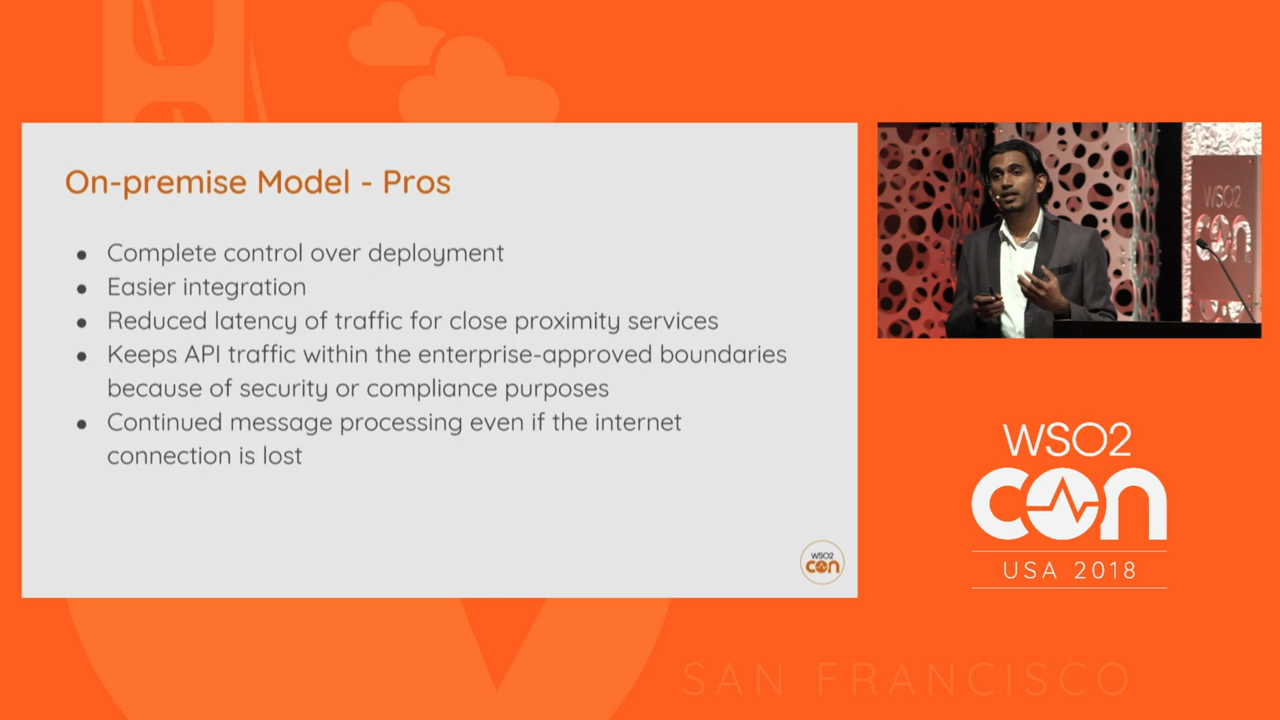 On-premise Model - Pros
● Complete control over deployment
● Easier integration
● Reduced latency of traffic for close proximity services
● Keeps API traffic within the enterprise-approved boundaries
because of security or compliance purposes
● Continued message processing even if the internet
connection is lost
WSO2
con
WSO2
con
WSO2
con
USA 2018
SAN FRANCISCO